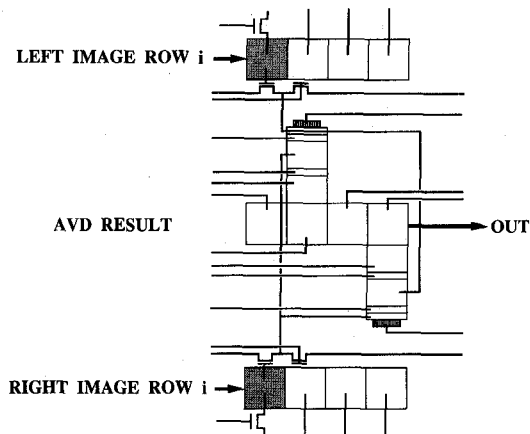 LEFT IMAGE ROW i
AVD RESULT
OUT
RIGHT IMAGE ROW i